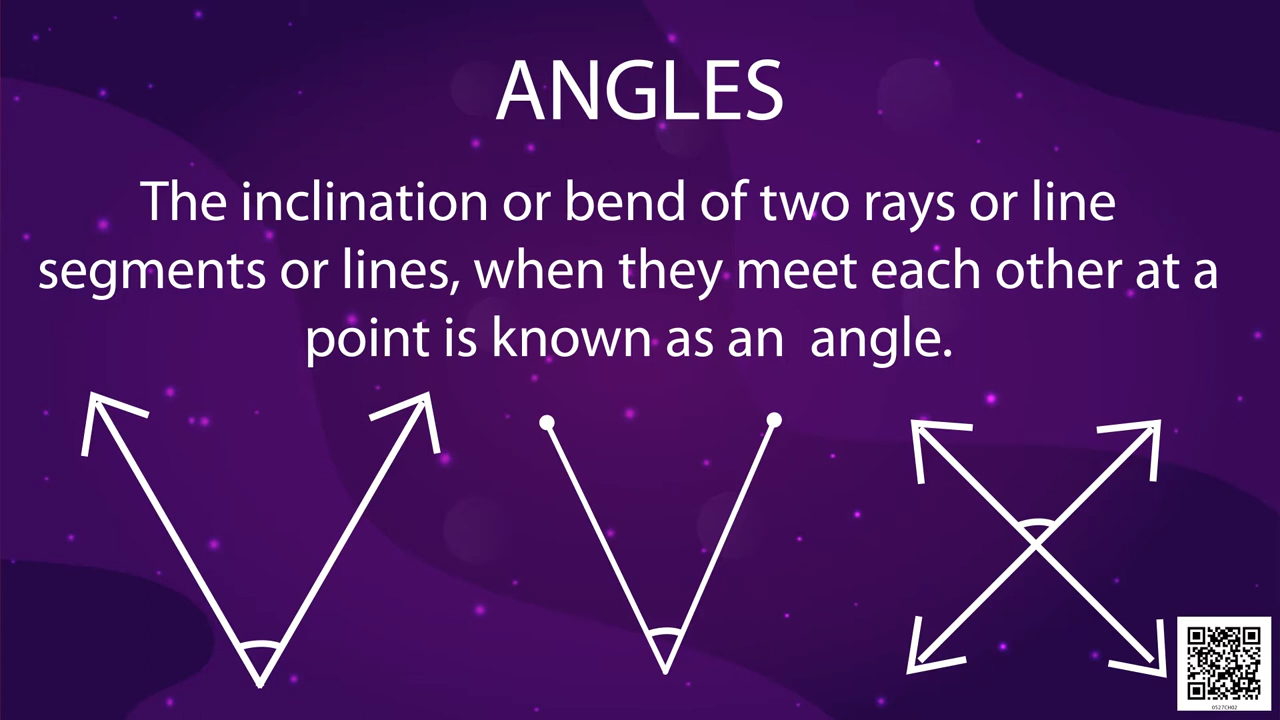 ANGLES
The inclination or bend of two rays or line
segments or lines, when they meet each other at a
point is known as an  angle.
0527CH02